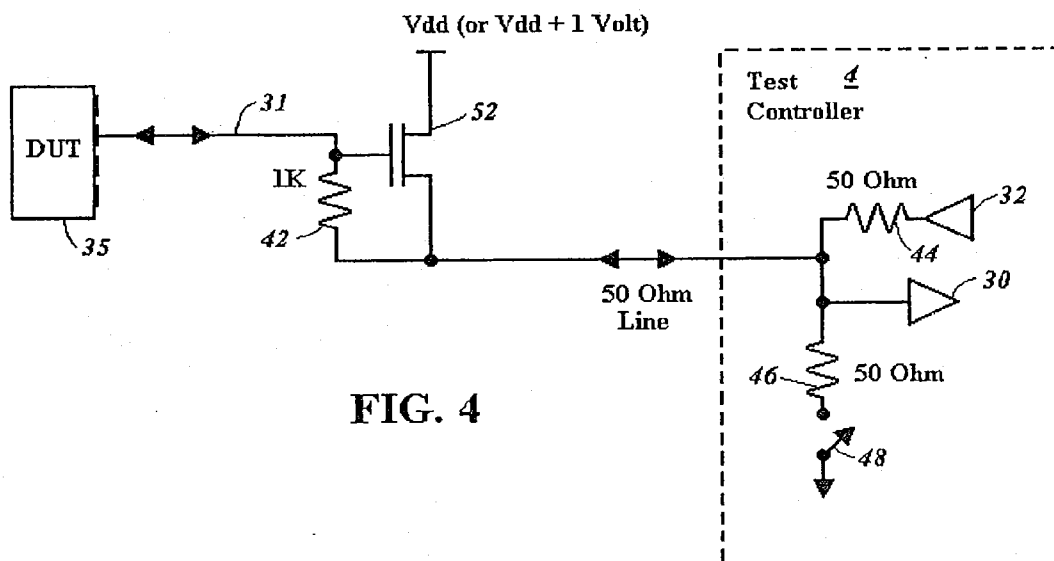 Vdd (or Vdd + 1 Volt)
Test 4
Controller
31
52
DUT
1K
50 Ohm
32
35
42
44
30
50 Ohm
Line
46
50 Ohm
FIG. 4
48